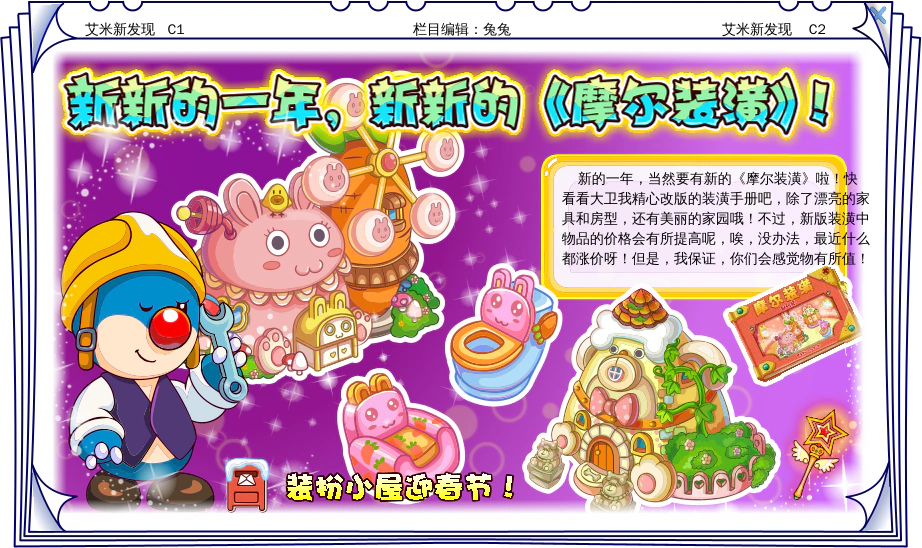 艾米新发现 C1
栏目编辑：兔兔
艾米新发现 C2
新新的一年，新新的《摩尔装潢》！
新的一年，当然要有新的《摩尔装潢》啦！快
看看大卫我精心改版的装潢手册吧，除了漂亮的家
具和房型，还有美丽的家园哦！不过，新版装潢中
物品的价格会有所提高呢，唉，没办法，最近什么
都涨价呀！但是，我保证，你们会感觉物有所值！
摩尔装潢
装扮小屋迎春节！